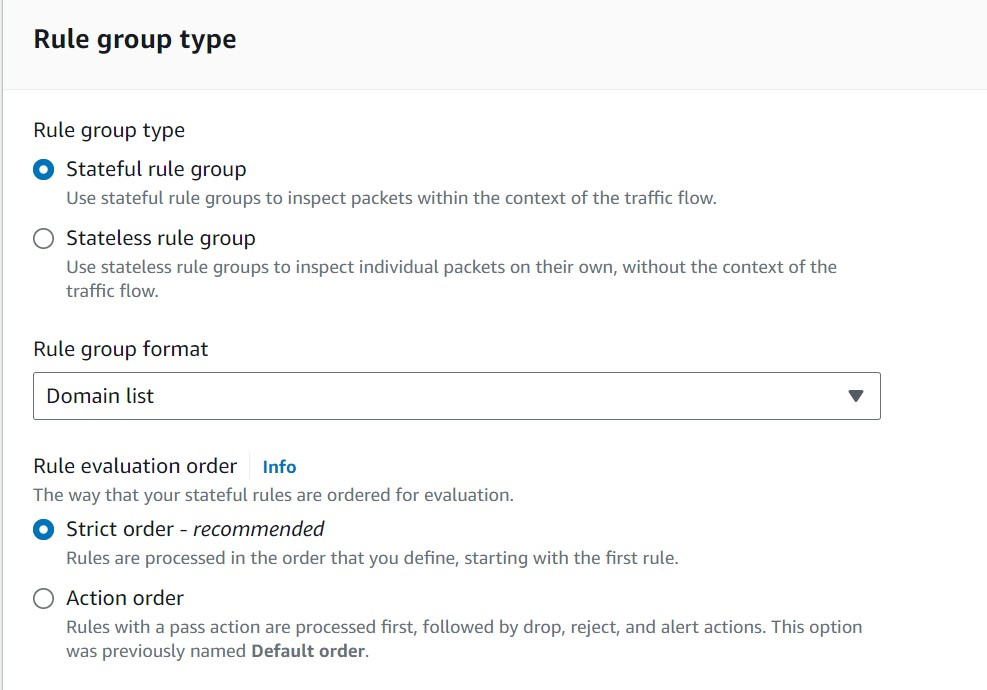 Rule group type
Rule group type
Stateful rule group
Use stateful rule groups to inspect packets within the context of the traffic flow.
Stateless rule group
Use stateless rule groups to inspect individual packets on their own, without the context of the
traffic flow.
Rule group format
Domain list
Rule evaluation order Info
The way that your stateful rules are ordered for evaluation.
Strict order - recommended
Rules are processed in the order that you define, starting with the first rule.
Action order
Rules with a pass action are processed first, followed by drop, reject, and alert actions. This option
was previously named Default order.